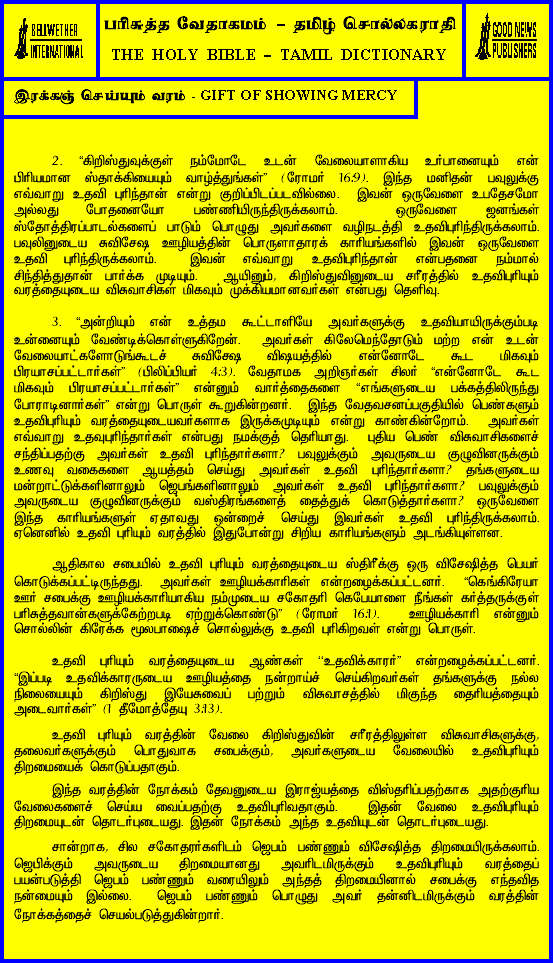 BELLWETHER
INTERNATIONAL
பரிசுத்த வேதாகமம் – தமிழ் சொல்லகராதி
THE HOLY BIBLE – TAMIL DICTIONARY
GOOD NEWS
PUBLISHERS
இரக்கஞ் செய்யும் வரம் - GIFT OF SHOWING MERCY
2. “கிறிஸ்துவுக்குள் நம்மோடே உடன் வேலையாளாகிய உர்பானையும் என்
பிரியமான ஸ்தாக்கியையும் வாழ்த்துங்கள்” (ரோமர் 16:9). இந்த மனிதன் பவுலுக்கு
எவ்வாறு உதவி புரிந்தான் என்று குறிப்பிடப்படவில்லை. இவன் ஒருவேளை உபதேசமோ
அல்லது போதனையோ பண்ணியிருந்திருக்கலாம். ஒருவேளை ஜனங்கள்
ஸ்தோத்திரப்பாடல்களைப் பாடும் பொழுது அவர்களை வழிநடத்தி உதவிபுரிந்திருக்கலாம்.
பவுலினுடைய சுவிசேஷ ஊழியத்தின் பொருளாதாரக் காரியங்களில் இவன் ஒருவேளை
உதவி புரிந்திருக்கலாம். இவன் எவ்வாறு உதவிபுரிந்தான் என்பதனை நம்மால்
சிந்தித்துதான் பார்க்க முடியும். ஆயினும், கிறிஸ்துவினுடைய சரீரத்தில் உதவிபுரியும்
வரத்தையுடைய விசுவாசிகள் மிகவும் முக்கியமானவர்கள் என்பது தெளிவு.
3. “அன்றியும் என் உத்தம கூட்டாளியே அவர்களுக்கு உதவியாயிருக்கும்படி
உன்னையும் வேண்டிக்கொள்ளுகிறேன். அவர்கள் கிலேமெந்தோடும் மற்ற என் உடன்
வேலையாட்களோடுங்கூடச் சுவிசேஷ விஷயத்தில் என்னோடே கூட மிகவும்
பிரயாசப்பட்டார்கள்” (பிலிப்பியர் 4:3). வேதாமக அறிஞர்கள் சிலர் “என்னோடே கூட
மிகவும் பிரயாசப்பட்டார்கள்” என்னும் வார்த்தைகளை “எங்களுடைய பக்கத்திலிருந்து
போராடினார்கள்” என்று பொருள் கூறுகின்றனர். இந்த வேதவசனப்பகுதியில் பெண்களும்
உதவிபுரியும் வரத்தையுடையவர்களாக இருக்கமுடியும் என்று காண்கின்றோம். அவர்கள்
எவ்வாறு உதவுபுரிந்தார்கள் என்பது நமக்குத் தெரியாது. புதிய பெண் விசுவாசிகளைச்
சந்திப்பதற்கு அவர்கள் உதவி புரிந்தார்களா? பவுலுக்கும் அவருடைய குழுவினருக்கும்
உணவு வகைகளை ஆயத்தம் செய்து அவர்கள் உதவி புரிந்தார்களா? தங்களுடைய
மன்றாட்டுக்களினாலும் ஜெபங்களினாலும் அவர்கள் உதவி புரிந்தார்களா? பவுலுக்கும்
அவருடைய குழுவினருக்கும் வஸ்திரங்களைத் தைத்துக் கொடுத்தார்களா? ஒருவேளை
இந்த காரியங்களுள் ஏதாவது ஒன்றைச் செய்து இவர்கள் உதவி புரிந்திருக்கலாம்.
ஏனெனில் உதவி புரியும் வரத்தில் இதுபோன்று சிறிய காரியங்களும் அடங்கியுள்ளன.
ஆதிகால சபையில் உதவி புரியும் வரத்தையுடைய ஸ்திரீக்கு ஒரு விசேஷித்த பெயர்
கொடுக்கப்பட்டிருந்தது. அவர்கள் ஊழியக்காரிகள் என்றழைக்கப்பட்டனர். “கெங்கிரேயா
ஊர் சபைக்கு ஊழியக்காரியாகிய நம்முடைய சகோதரி கெபேயாளை நீங்கள் கர்த்தருக்குள்
பரிசுத்தவான்களுக்கேற்றபடி ஏற்றுக்கொண்டு” (ரோமர் 16:1). ஊழியக்காரி என்னும்
சொல்லின் கிரேக்க மூலபாஷைச் சொல்லுக்கு உதவி புரிகிறவள் என்று பொருள்.
உதவி புரியும் வரத்தையுடைய ஆண்கள் “உதவிக்காரர்” என்றழைக்கப்பட்டனர்.
“இப்படி உதவிக்காரருடைய ஊழியத்தை நன்றாய்ச் செய்கிறவர்கள் தங்களுக்கு நல்ல
நிலையையும் கிறிஸ்து இயேசுவைப் பற்றும் விசுவாசத்தில் மிகுந்த தைரியத்தையும்
அடைவார்கள்” (1 தீமோத்தேயு 3:13).
உதவி புரியும் வரத்தின் வேலை கிறிஸ்துவின் சரீரத்திலுள்ள விசுவாசிகளுக்கு,
தலைவர்களுக்கும் பொதுவாக சபைக்கும், அவர்களுடைய வேலையில் உதவிபுரியும்
திறமையைக் கொடுப்பதாகும்.
இந்த வரத்தின் நோக்கம் தேவனுடைய இராஜ்யத்தை விஸ்தரிப்பதற்காக அதற்குரிய
வேலைகளைச் செய்ய வைப்பதற்கு உதவிபுரிவதாகும். இதன் வேலை உதவிபுரியும்
திறமையுடன் தொடர்புடையது. இதன் நோக்கம் அந்த உதவியுடன் தொடர்புடையது.
சான்றாக, சில சகோதரர்களிடம் ஜெபம் பண்ணும் விசேஷித்த திறமையிருக்கலாம்.
ஜெபிக்கும் அவருடைய திறமையானது அவரிடமிருக்கும் உதவிபுரியும் வரத்தைப்
பயன்படுத்தி ஜெபம் பண்ணும் வரையிலும் அந்தத் திறமையினால் சபைக்கு எந்தவித
நன்மையும் இல்லை. ஜெபம் பண்ணும் பொழுது அவர் தன்னிடமிருக்கும் வரத்தின்
நோக்கத்தைச் செயல்படுத்துகின்றார்.